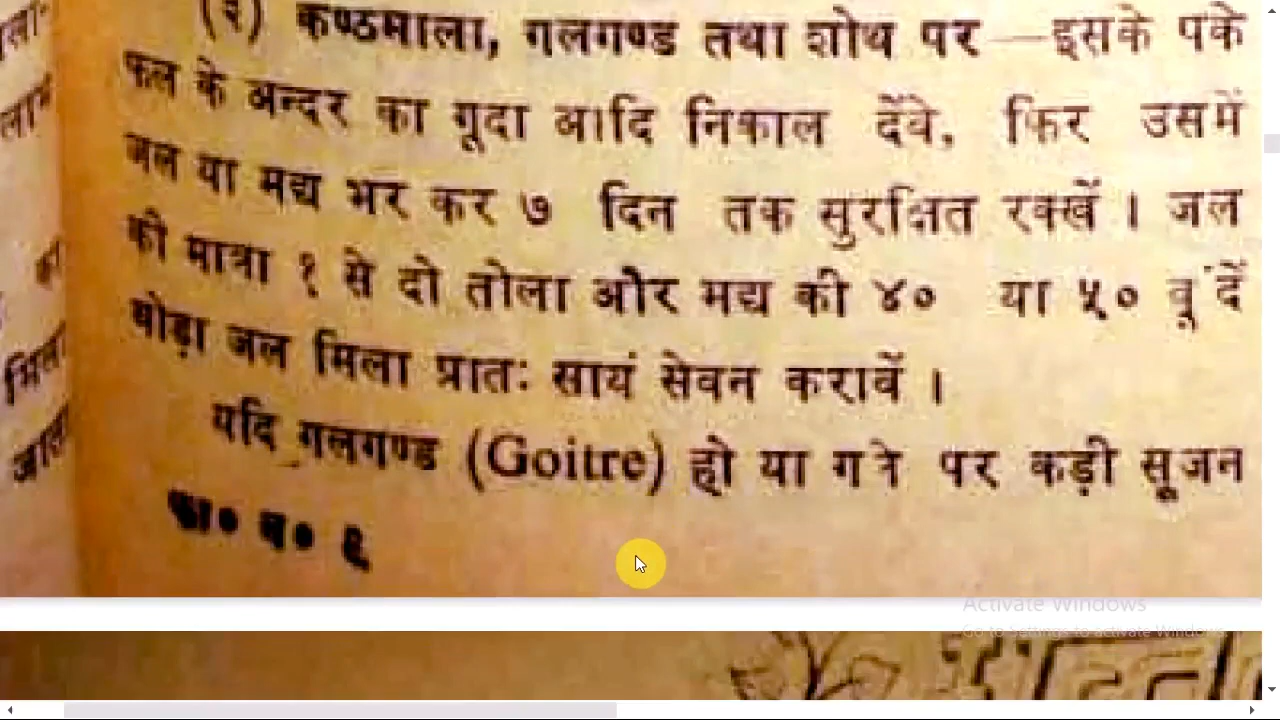 (३) कण्ठमाला, गलगण्ड तथा शोथ पर—इसके पके
फल के अन्दर का गूदा आदि निकाल देंवे, फिर उसमें
जल या मद्य भर कर ७ दिन तक सुरक्षित रक्खें । जल
की मात्रा १ से दो तोला और मद्य की ४० या ५० बूंदें
थोड़ा जल मिला प्रातः सायं सेवन करावें ।
यदि गलगण्ड (Goitre) हो या गले पर कड़ी सूजन
Activate Windows
Go to Settings to activate Windows.